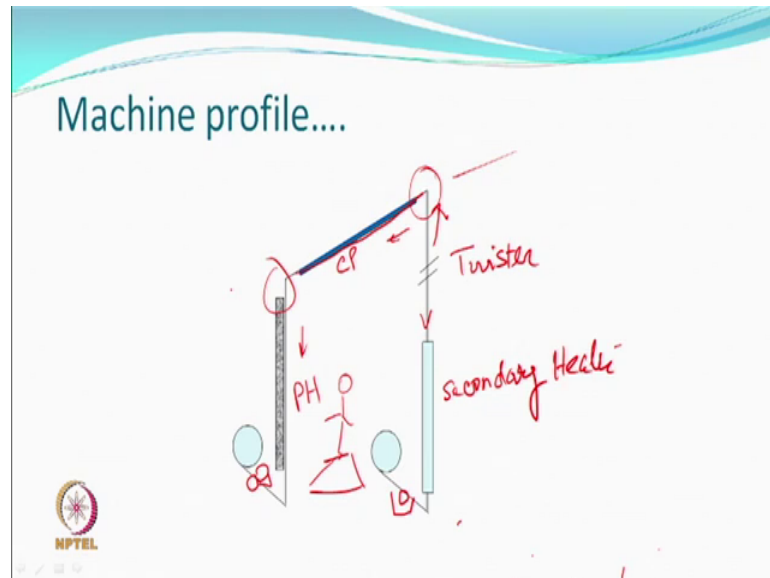 Machine profile....
CP
Twister
PH
Secondary Heater
NPTEL